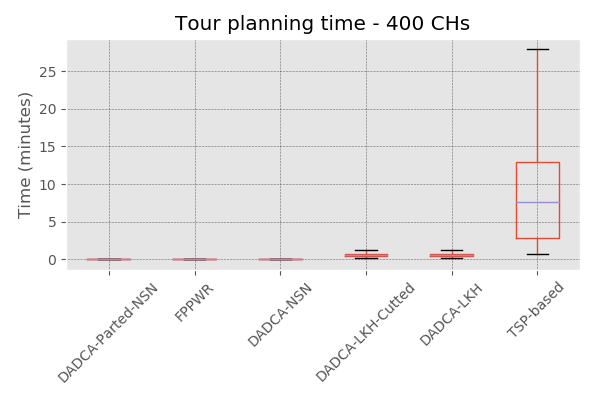 Tour planning time - 400 CHs
Time (minutes)
25
20
15
10
5
0
DADCA-Parted-NSN
FPPWR
DADCA-NSN
DADCA-LKH-Cutted
DADCA-LKH
TSP-based